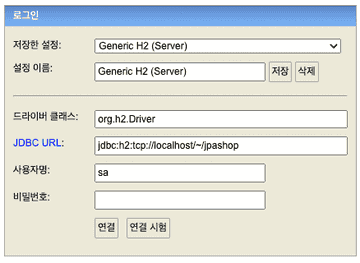 로그인
저장한 설정: Generic H2 (Server)
설정 이름: Generic H2 (Server) 저장 삭제
드라이버 클래스: org.h2.Driver
JDBC URL: jdbc:h2:tcp://localhost/~/jpashop
사용자명: sa
비밀번호:
연결 연결 시험